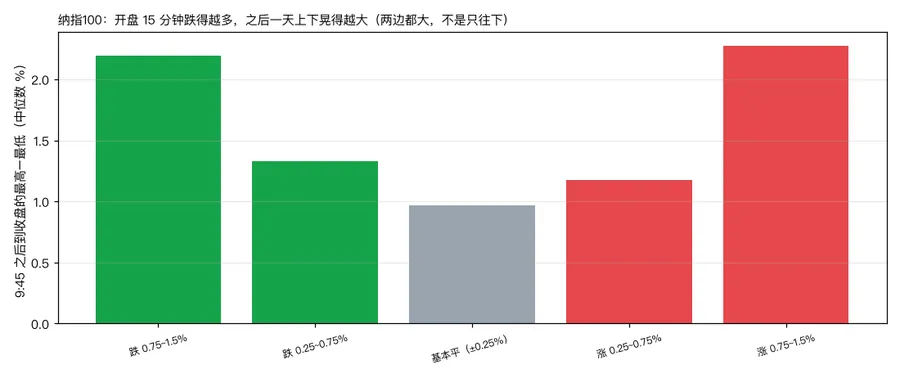 纳指100：开盘 15 分钟跌得越多，之后一天上下晃得越大（两边都大，不是只往下）
9:45 之后到收盘的最高—最低（中位数 %）
2.0
1.5
1.0
0.5
0.0
跌 0.75–1.5%
跌 0.25–0.75%
基本平（±0.25%）
涨 0.25–0.75%
涨 0.75–1.5%